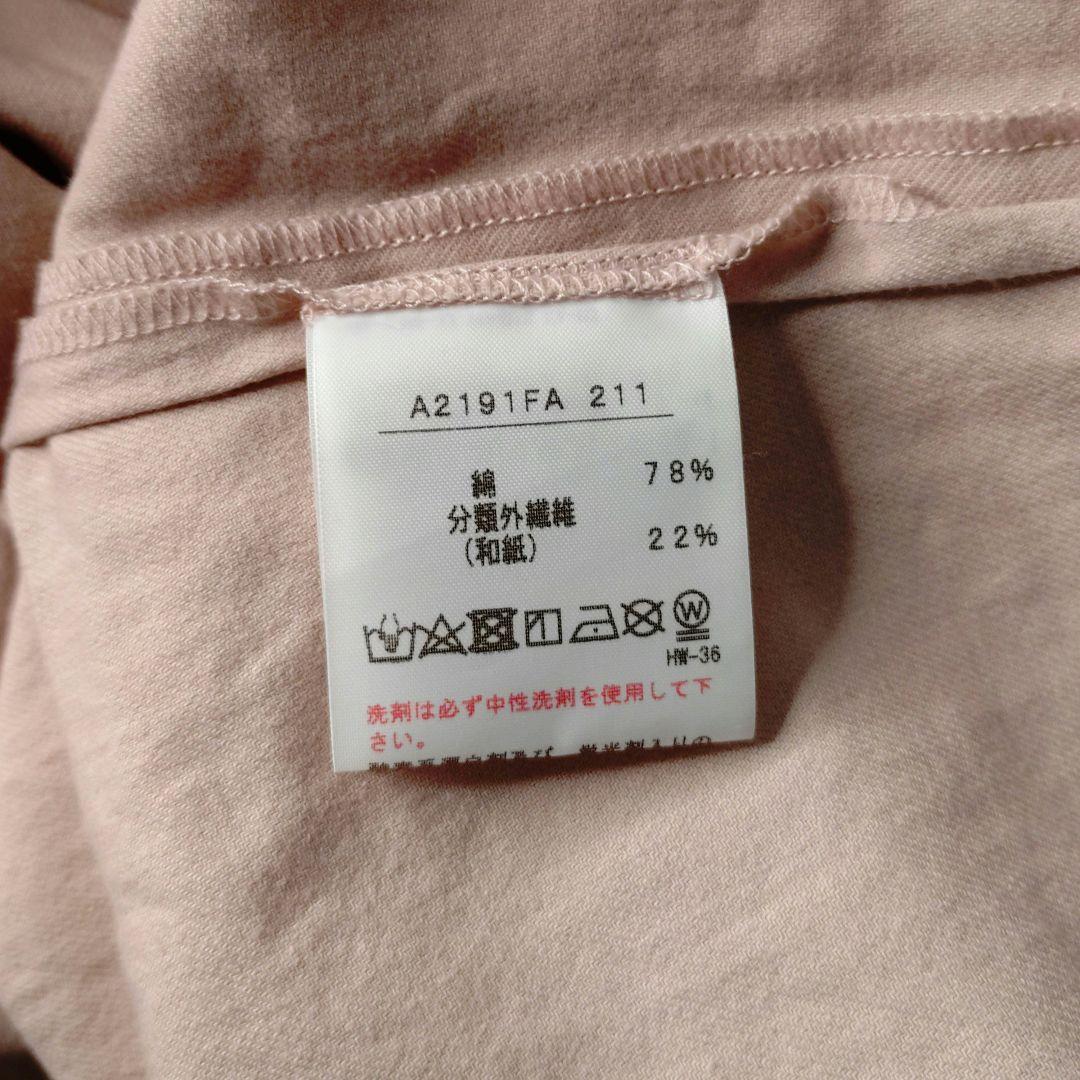 A2191FA 211
綿 78%
分類外繊維
(和紙) 22%
W
HW-36
洗剤は必ず中性洗剤を使用して下
さい。